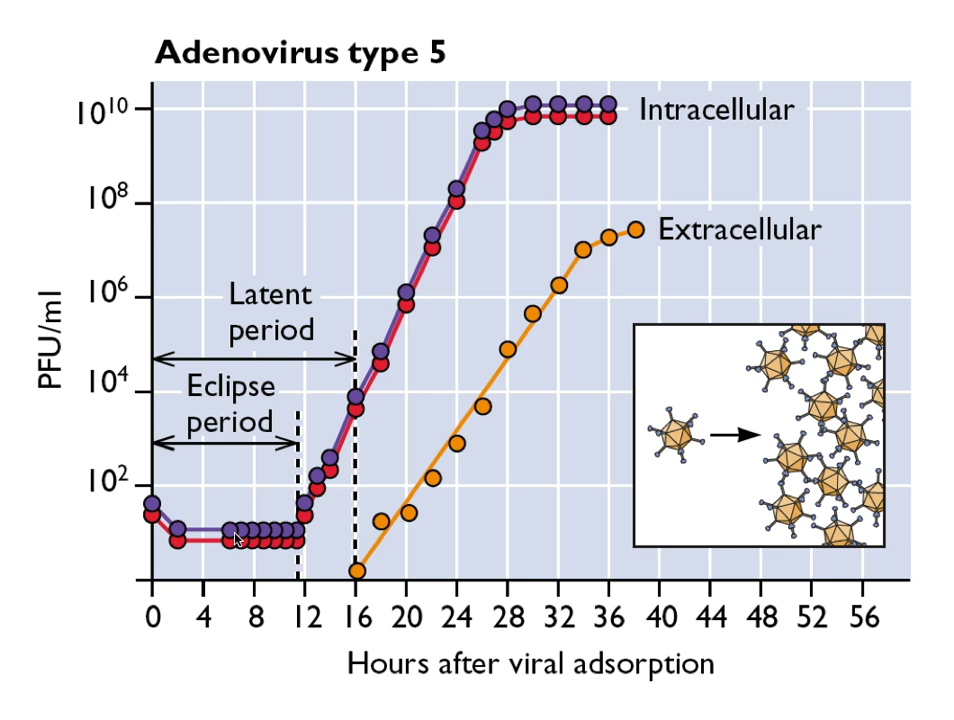 Adenovirus type 5
10¹⁰
10⁸
10⁶
10⁴
10²
PFU/ml
Intracellular
Extracellular
Latent
period
Eclipse
period
0 4 8 12 16 20 24 28 32 36 40 44 48 52 56
Hours after viral adsorption